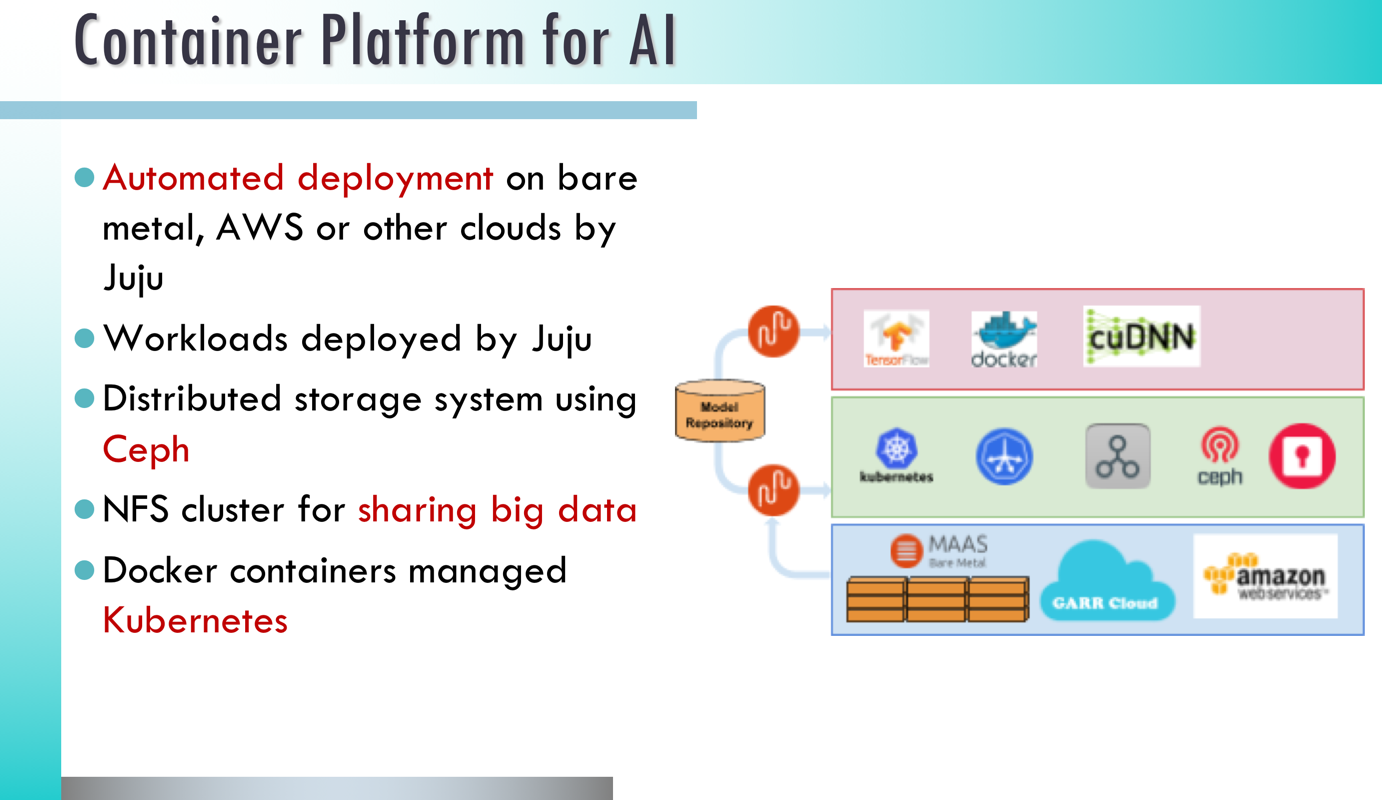 Container Platform for AI
Automated deployment on bare
metal, AWS or other clouds by
Juju
Workloads deployed by Juju
Distributed storage system using
Ceph
NFS cluster for sharing big data
Docker containers managed
Kubernetes
Model
Repository
TensorFlow
docker
cuDNN
kubernetes
ceph
MAAS
Bare Metal
GARR Cloud
amazon
webservices™